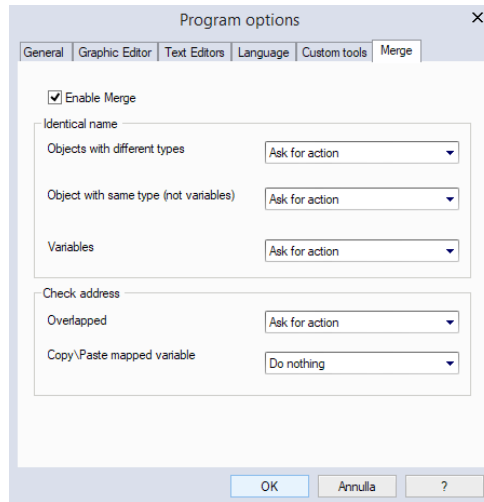 Program options
General Graphic Editor Text Editors Language Custom tools Merge
Enable Merge
Identical name
Objects with different types Ask for action
Object with same type (not variables) Ask for action
Variables Ask for action
Check address
Overlapped Ask for action
Copy\Paste mapped variable Do nothing
OK Annulla ?